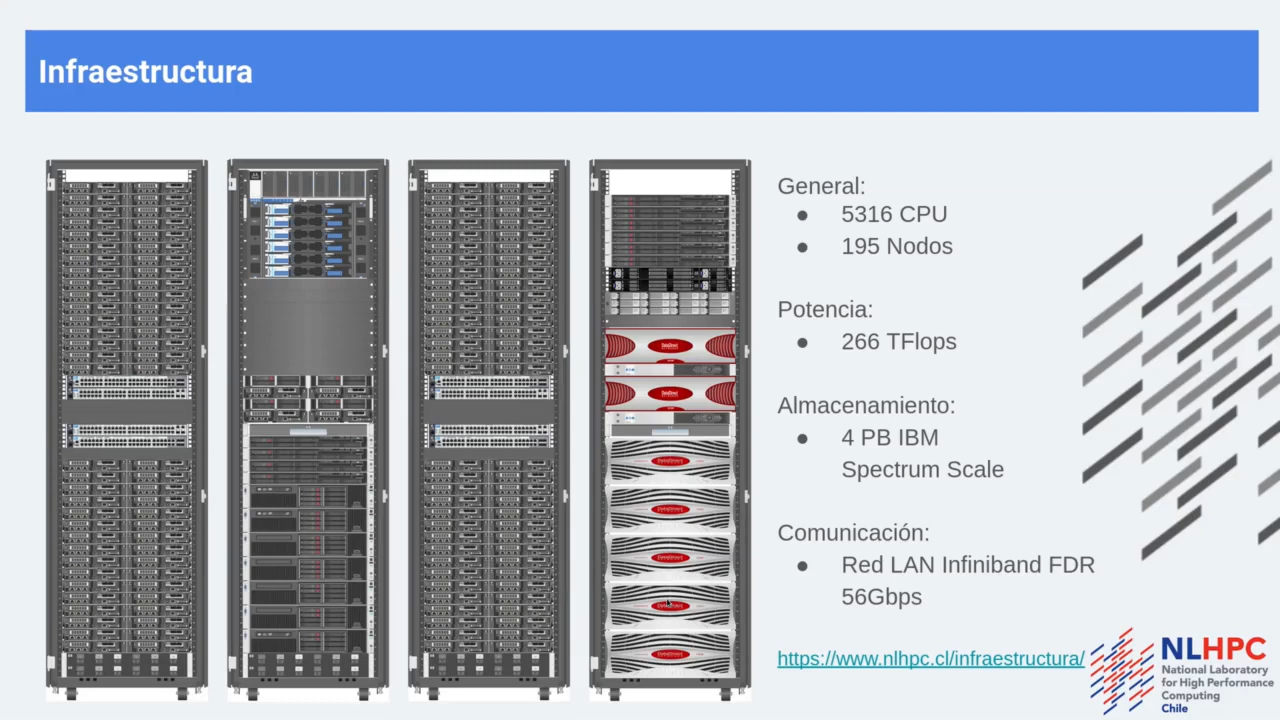 Infraestructura
General:
● 5316 CPU
● 195 Nodos
Potencia:
● 266 TFlops
Almacenamiento:
● 4 PB IBM
Spectrum Scale
Comunicación:
● Red LAN Infiniband FDR
56Gbps
https://www.nlhpc.cl/infraestructura/
NLHPC
National Laboratory
for High Performance
Computing
Chile